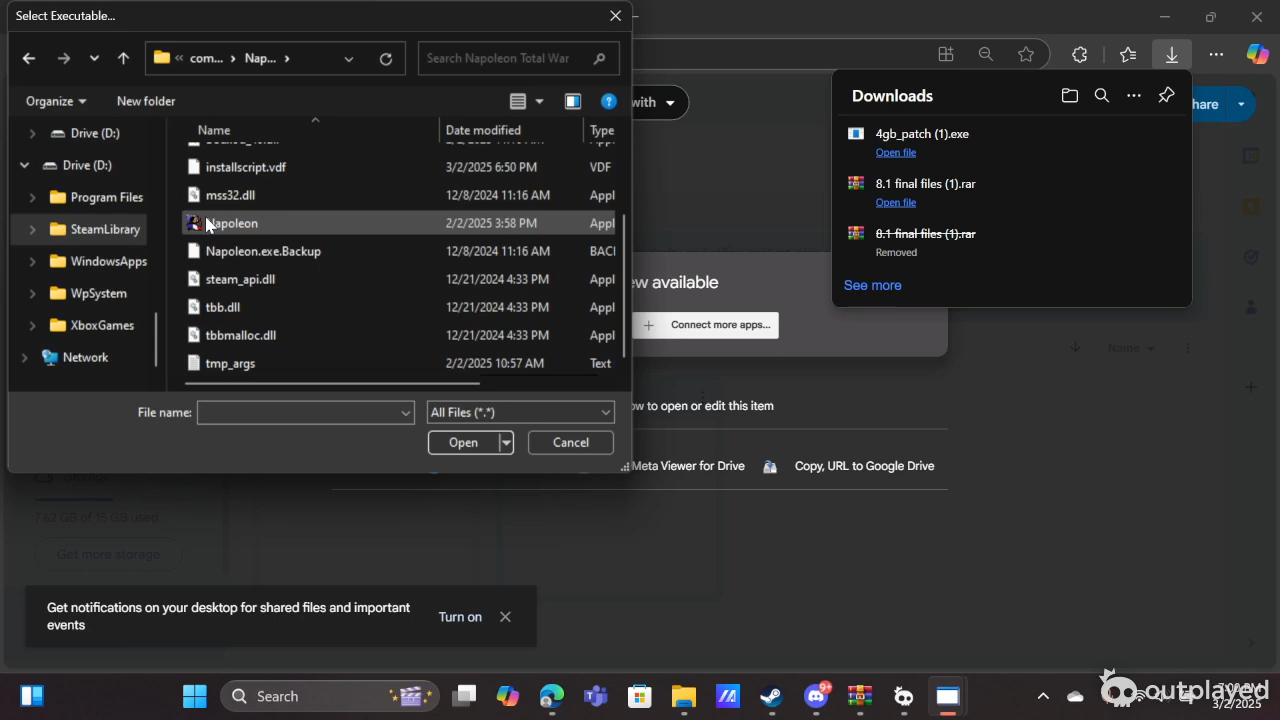 Select Executable...
com... › Nap... ›
Search Napoleon Total War
Organize
New folder
Name
Date modified
Type
Drive (D:)
Drive (D:)
Program Files
SteamLibrary
WindowsApps
WpSystem
XboxGames
Network
installscript.vdf 3/2/2025 6:50 PM VDF
mss32.dll 12/8/2024 11:16 AM Appl
Napoleon 2/2/2025 3:58 PM Appl
Napoleon.exe.Backup 12/8/2024 11:16 AM BACI
steam_api.dll 12/21/2024 4:33 PM Appl
tbb.dll 12/21/2024 4:33 PM Appl
tbbmalloc.dll 12/21/2024 4:33 PM Appl
tmp_args 2/2/2025 10:57 AM Text
File name:
All Files (*.*)
Open
Cancel
with
hare
Downloads
4gb_patch (1).exe
Open file
8.1 final files (1).rar
Open file
8.1 final files (1).rar
Removed
See more
ew available
Connect more apps...
Name
ow to open or edit this item
Meta Viewer for Drive
Copy, URL to Google Drive
7.62 GB of 15 GB used
Get more storage
Get notifications on your desktop for shared files and important
events
Turn on
Search
9+
outplayed
3/2/2025